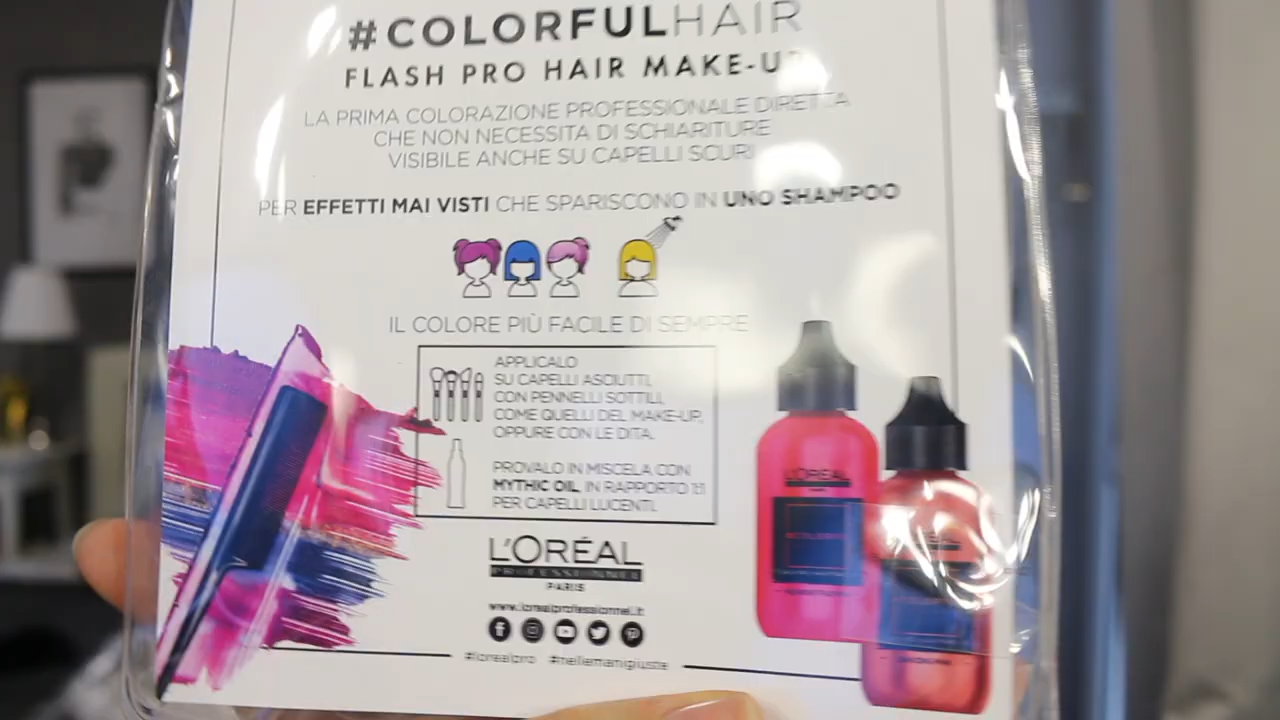 #COLORFULHAIR
FLASH PRO HAIR MAKE-UP
LA PRIMA COLORAZIONE PROFESSIONALE DIRETTA
CHE NON NECESSITA DI SCHIARITURE
VISIBILE ANCHE SU CAPELLI SCURI
PER EFFETTI MAI VISTI CHE SPARISCONO IN UNO SHAMPOO
IL COLORE PIÙ FACILE DI SEMPRE
APPLICALO
SU CAPELLI ASCIUTTI,
CON PENNELLI SOTTILI,
COME QUELLI DEL MAKE-UP,
OPPURE CON LE DITA.
PROVALO IN MISCELA CON
MYTHIC OIL, IN RAPPORTO 1:1
PER CAPELLI LUCENTI.
L'ORÉAL
PROFESSIONNEL
PARIS
www.lorealprofessionnel.it
#lorealpro #nellemanigiuste
L'ORÉAL